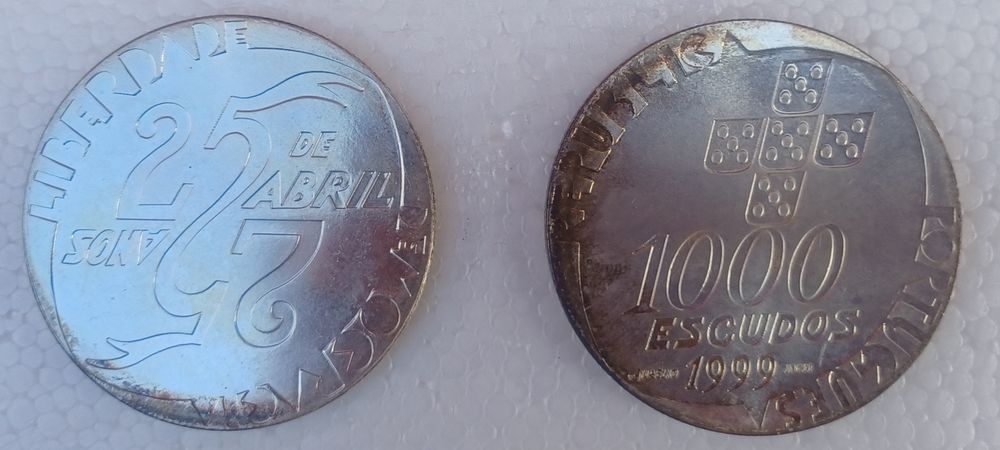 LIBERDADE
25
DE
ABRIL
25
ANOS
DEMOCRACIA
REPUBLICA
PORTUGUESA
1000
ESCUDOS
1999